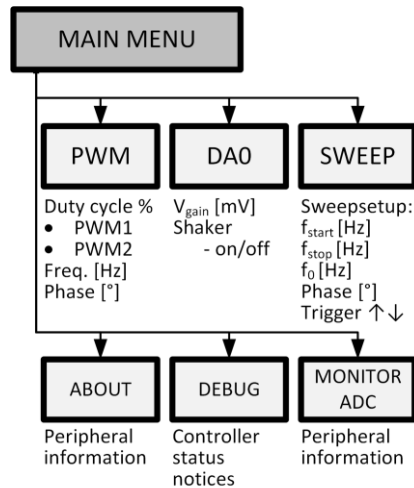 MAIN MENU
PWM
Duty cycle %
• PWM1
• PWM2
Freq. [Hz]
Phase [°]
DA0
Vgain [mV]
Shaker
- on/off
SWEEP
Sweepsetup:
fstart [Hz]
fstop [Hz]
f0 [Hz]
Phase [°]
Trigger ↑↓
ABOUT
Peripheral
information
DEBUG
Controller
status
notices
MONITOR
ADC
Peripheral
information